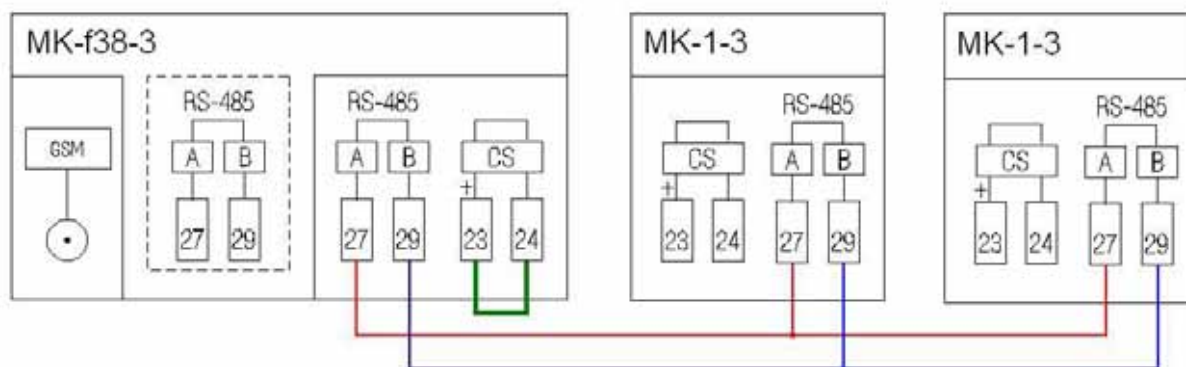 MK-f38-3
GSM
RS-485
A B
27 29
RS-485
A B
CS
+
27 29 23 24
MK-1-3
RS-485
CS
A B
+
23 24 27 29
MK-1-3
RS-485
CS
A B
+
23 24 27 29